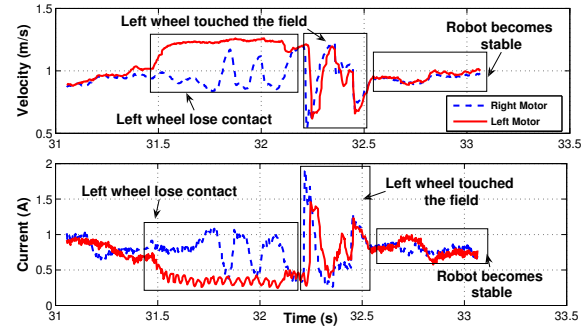 1.5
1
0.5
Velocity (m/s)
Left wheel touched the field
Robot becomes
stable
Left wheel lose contact
Right Motor
Left Motor
31 31.5 32 32.5 33 33.5
2
1.5
1
0.5
0
Current (A)
Left wheel lose contact
Left wheel touched
the field
Robot becomes
stable
31 31.5 32 32.5 33 33.5
Time (s)